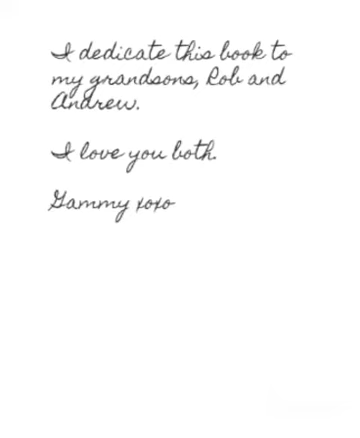 I dedicate this book to
my grandsons, Rob and
Andrew.
I love you both.
Gammy xoxo